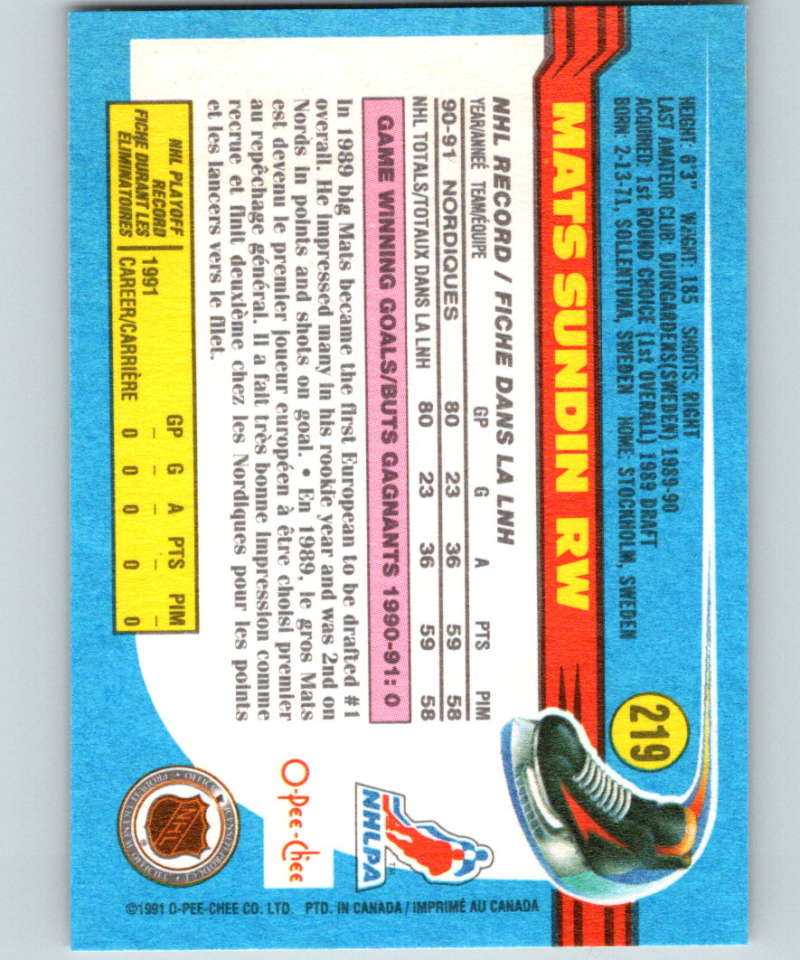 219
HEIGHT: 6'3" WEIGHT: 185 SHOOTS: RIGHT
LAST AMATEUR CLUB: DJURGARDENS(SWEDEN) 1989-90
ACQUIRED: 1st ROUND CHOICE (1st OVERALL) 1989 DRAFT
BORN: 2-13-71, SOLLENTUNA, SWEDEN HOME: STOCKHOLM, SWEDEN
MATS SUNDIN RW
NHL RECORD / FICHE DANS LA LNH
YEAR/ANNÉE TEAM/ÉQUIPE GP G A PTS PIM
90-91 NORDIQUES 80 23 36 59 58
NHL TOTALS/TOTAUX DANS LA LNH 80 23 36 59 58
GAME WINNING GOALS/BUTS GAGNANTS 1990-91: 0
In 1989 big Mats became the first European to be drafted #1
overall. He impressed many in his rookie year and was 2nd on
Nords in points and shots on goal. • En 1989, le gros Mats
est devenu le premier joueur européen à être choisi premier
au repêchage général. Il a fait très bonne impression comme
recrue et finit deuxième chez les Nordiques pour les points
et les lancers vers le filet.
NHL PLAYOFF
RECORD
FICHE DURANT LES
ÉLIMINATOIRES
GP G A PTS PIM
1991 – – – – –
CAREER/CARRIÈRE 0 0 0 0 0
NHLPA
TM
O-Pee-Chee
NHL
©1991 O-PEE-CHEE CO. LTD. PTD. IN CANADA / IMPRIMÉ AU CANADA